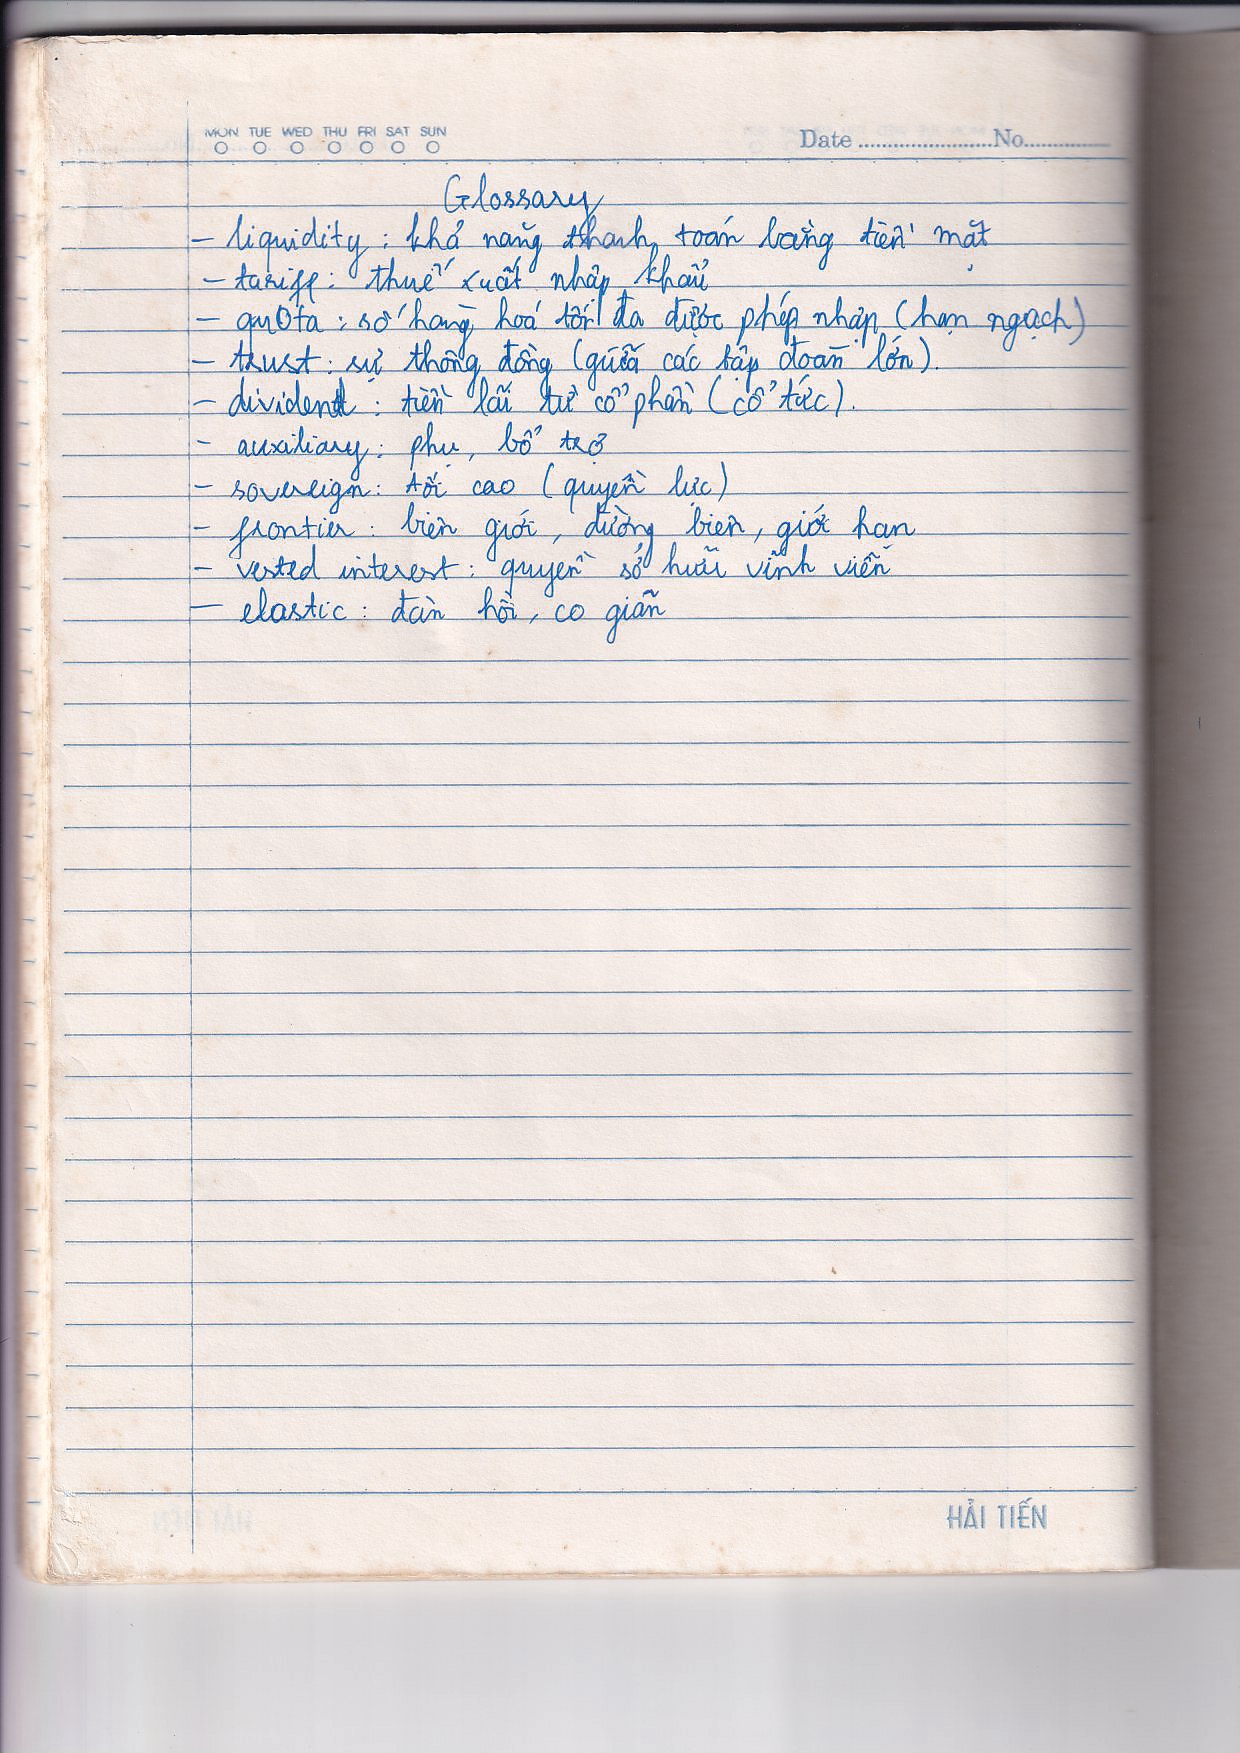 MON TUE WED THU FRI SAT SUN
Date ........................No...............
Glossary
– liquidity : khả năng thanh toán bằng tiền mặt
– tariff : thuế xuất nhập khẩu
– quota : số hàng hoá tối đa được phép nhập (hạn ngạch)
– trust : sự thông đồng (giữa các tập đoàn lớn).
– dividend : tiền lãi từ cổ phần (cổ tức).
– auxiliary : phụ, bổ trợ
– sovereign : tối cao (quyền lực)
– frontier : biên giới, đường biên, giới hạn
– vested interest : quyền sở hữu vĩnh viễn
– elastic : đàn hồi, co giãn
HẢI TIẾN